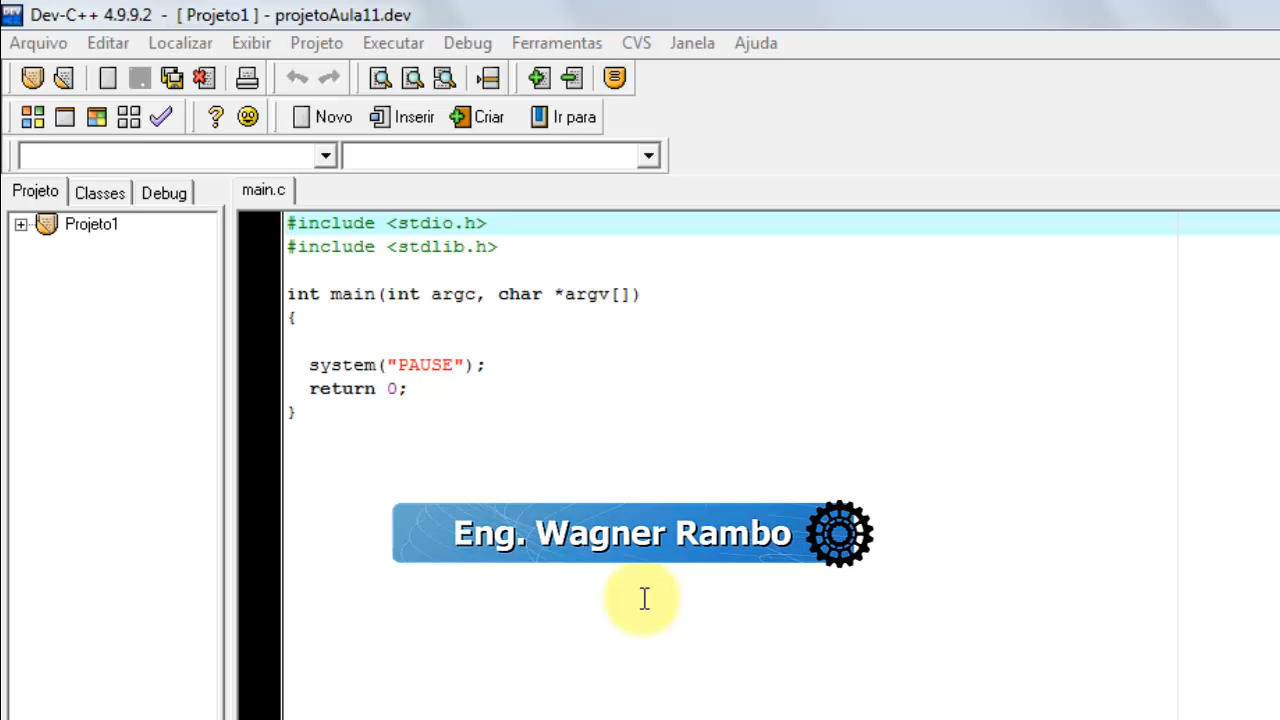 Dev-C++ 4.9.9.2 - [ Projeto1 ] - projetoAula11.dev
Arquivo Editar Localizar Exibir Projeto Executar Debug Ferramentas CVS Janela Ajuda
Novo Inserir Criar Ir para
Projeto Classes Debug main.c
Projeto1
#include <stdio.h>
#include <stdlib.h>
int main(int argc, char *argv[])
{
system("PAUSE");
return 0;
}
Eng. Wagner Rambo